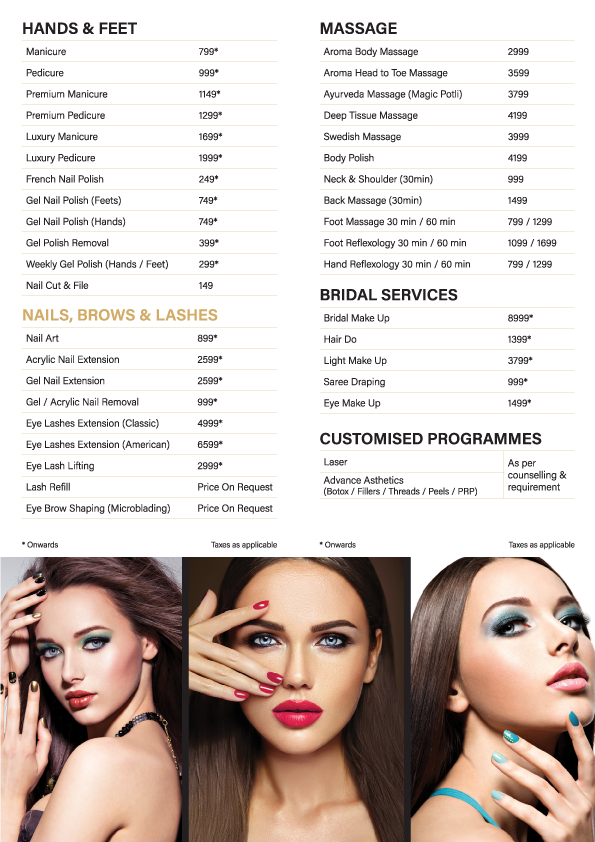 HANDS & FEET
Manicure 799*
Pedicure 999*
Premium Manicure 1149*
Premium Pedicure 1299*
Luxury Manicure 1699*
Luxury Pedicure 1999*
French Nail Polish 249*
Gel Nail Polish (Feets) 749*
Gel Nail Polish (Hands) 749*
Gel Polish Removal 399*
Weekly Gel Polish (Hands / Feet) 299*
Nail Cut & File 149
NAILS, BROWS & LASHES
Nail Art 899*
Acrylic Nail Extension 2599*
Gel Nail Extension 2599*
Gel / Acrylic Nail Removal 999*
Eye Lashes Extension (Classic) 4999*
Eye Lashes Extension (American) 6599*
Eye Lash Lifting 2999*
Lash Refill Price On Request
Eye Brow Shaping (Microblading) Price On Request
* Onwards Taxes as applicable
MASSAGE
Aroma Body Massage 2999
Aroma Head to Toe Massage 3599
Ayurveda Massage (Magic Potli) 3799
Deep Tissue Massage 4199
Swedish Massage 3999
Body Polish 4199
Neck & Shoulder (30min) 999
Back Massage (30min) 1499
Foot Massage 30 min / 60 min 799 / 1299
Foot Reflexology 30 min / 60 min 1099 / 1699
Hand Reflexology 30 min / 60 min 799 / 1299
BRIDAL SERVICES
Bridal Make Up 8999*
Hair Do 1399*
Light Make Up 3799*
Saree Draping 999*
Eye Make Up 1499*
CUSTOMISED PROGRAMMES
Laser
Advance Asthetics
(Botox / Fillers / Threads / Peels / PRP)
As per
counselling &
requirement
* Onwards Taxes as applicable